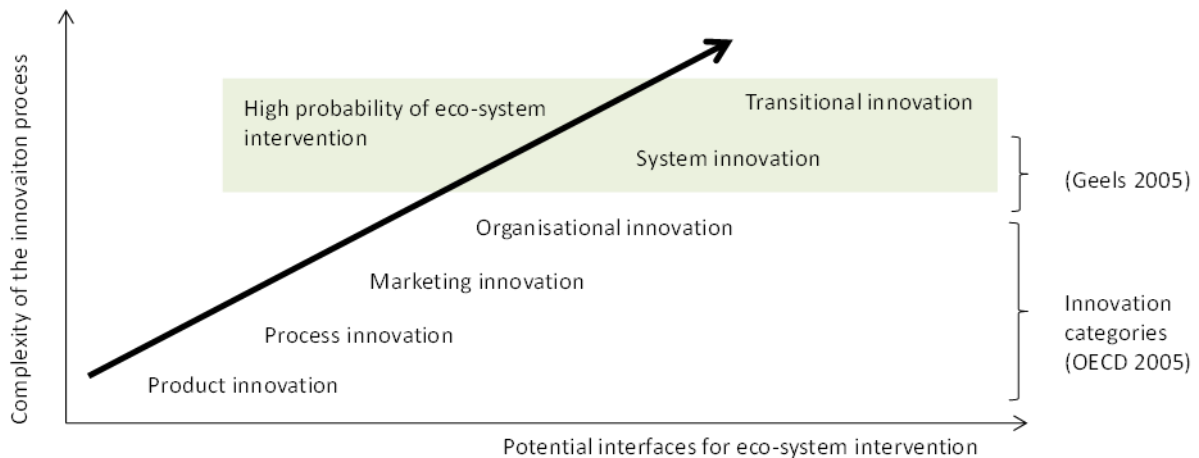 Complexity of the innovaiton process
High probability of eco-system
intervention
Transitional innovation
System innovation
(Geels 2005)
Organisational innovation
Marketing innovation
Process innovation
Product innovation
Innovation
categories
(OECD 2005)
Potential interfaces for eco-system intervention